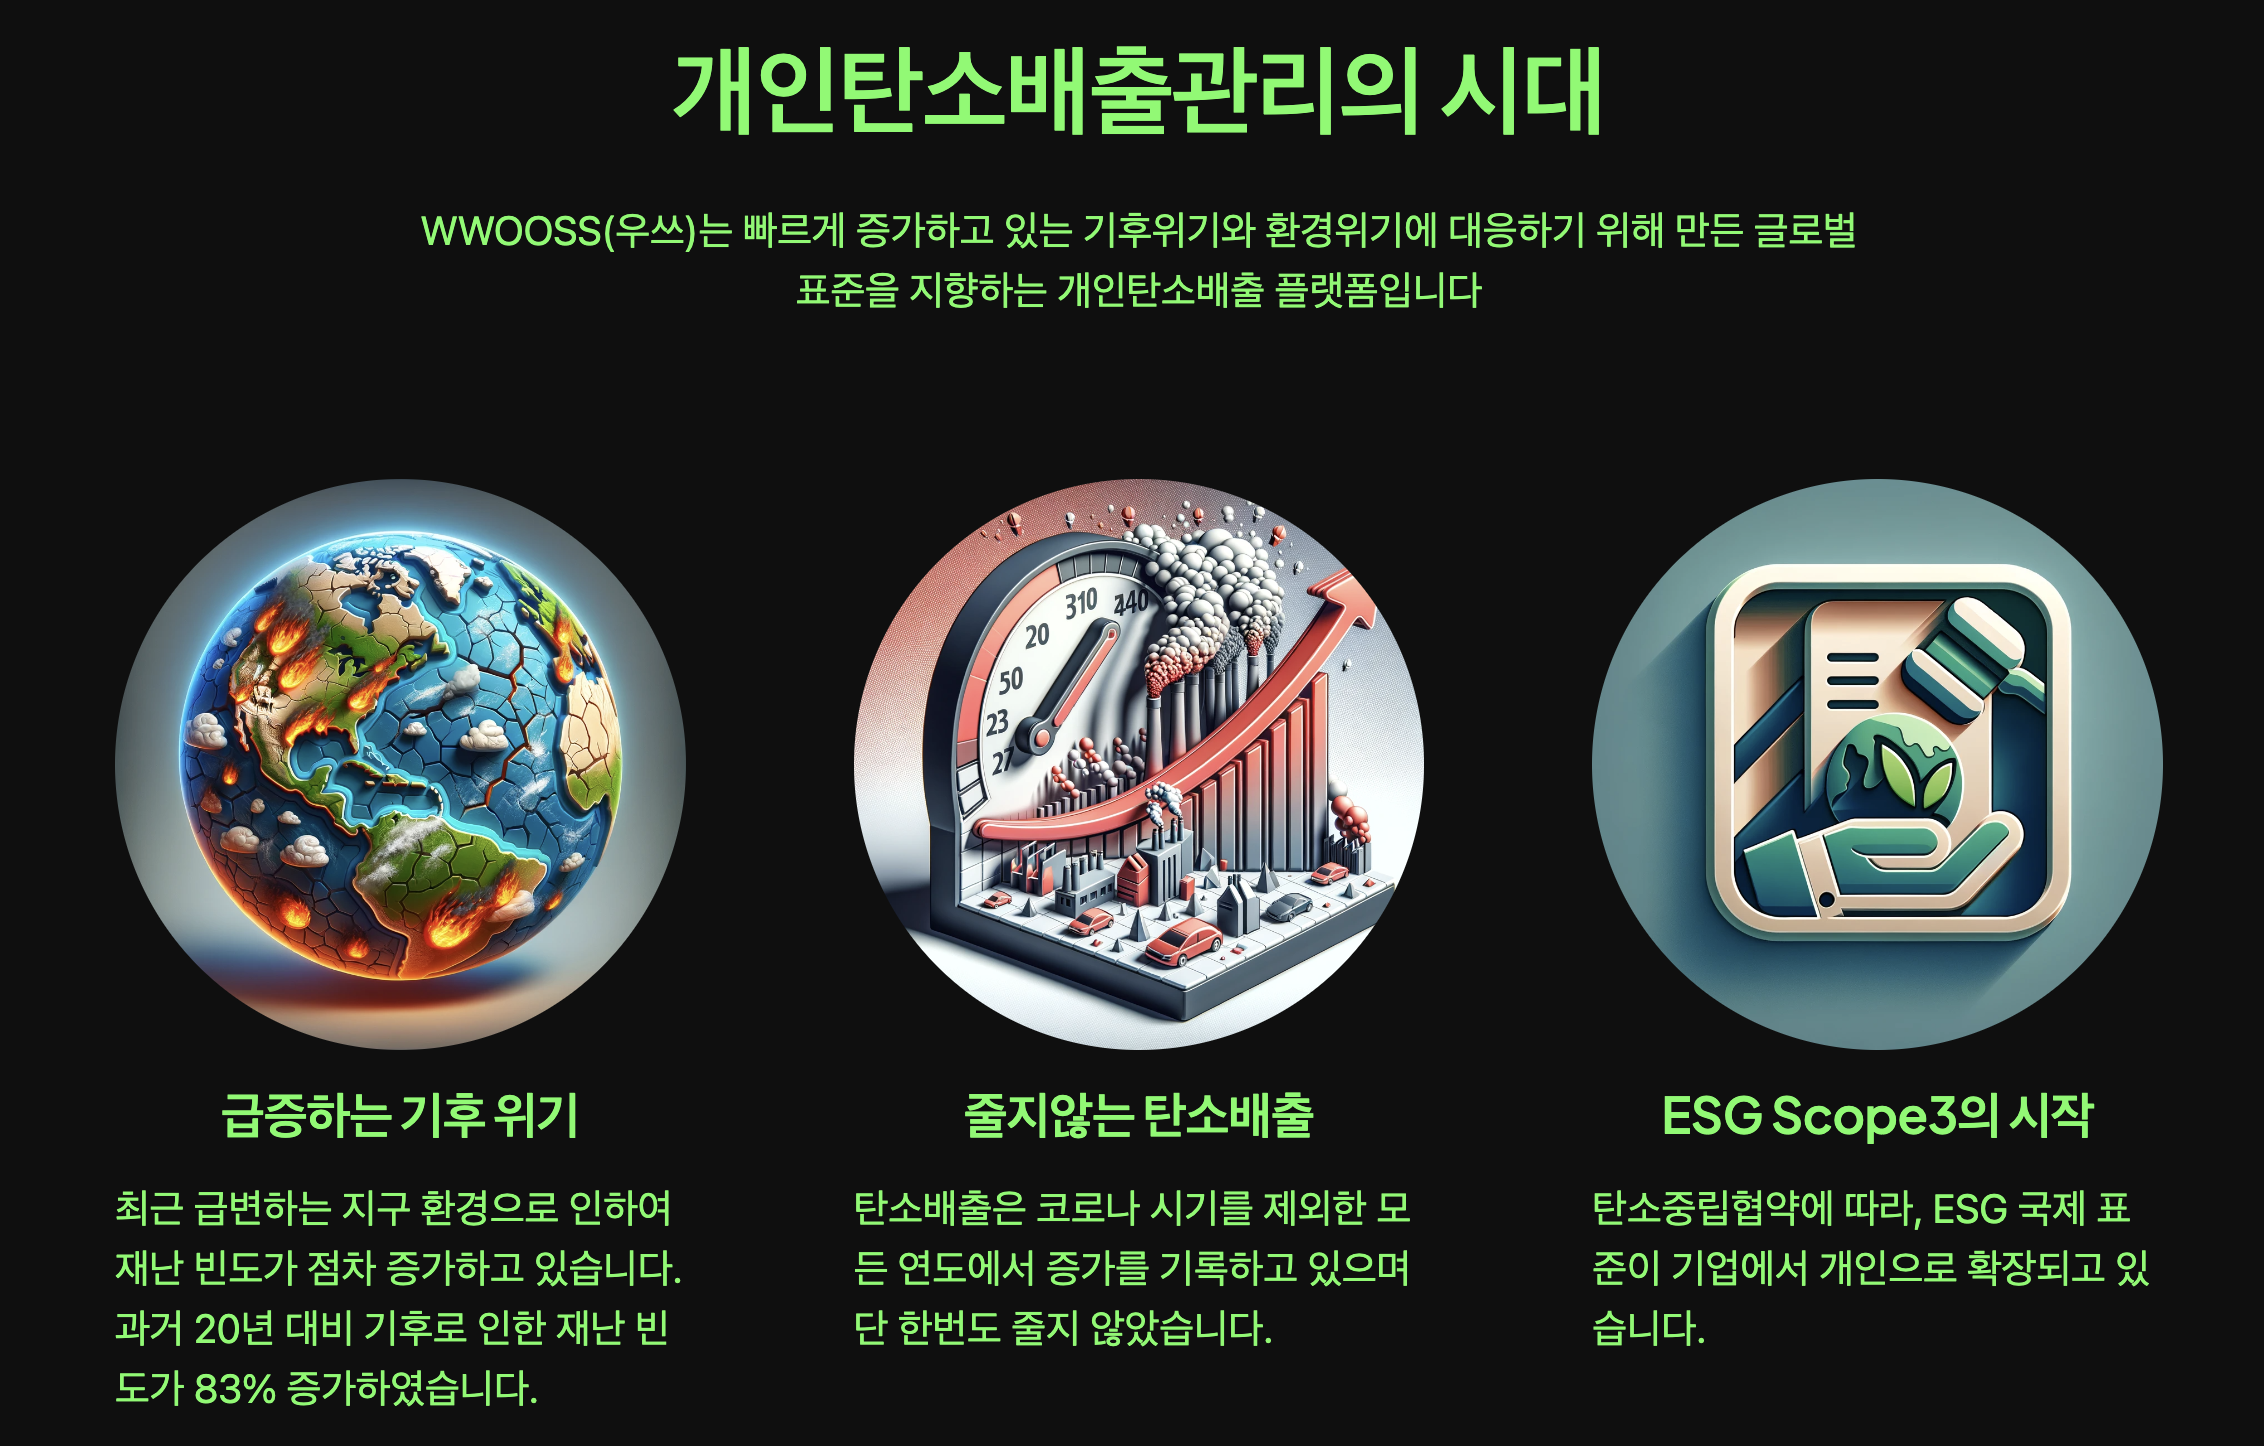 개인탄소배출관리의 시대
WWOOSS(우쓰)는 빠르게 증가하고 있는 기후위기와 환경위기에 대응하기 위해 만든 글로벌
표준을 지향하는 개인탄소배출 플랫폼입니다
310
440
20
50
23
27
급증하는 기후 위기
최근 급변하는 지구 환경으로 인하여
재난 빈도가 점차 증가하고 있습니다.
과거 20년 대비 기후로 인한 재난 빈
도가 83% 증가하였습니다.
줄지않는 탄소배출
탄소배출은 코로나 시기를 제외한 모
든 연도에서 증가를 기록하고 있으며
단 한번도 줄지 않았습니다.
ESG Scope3의 시작
탄소중립협약에 따라, ESG 국제 표
준이 기업에서 개인으로 확장되고 있
습니다.